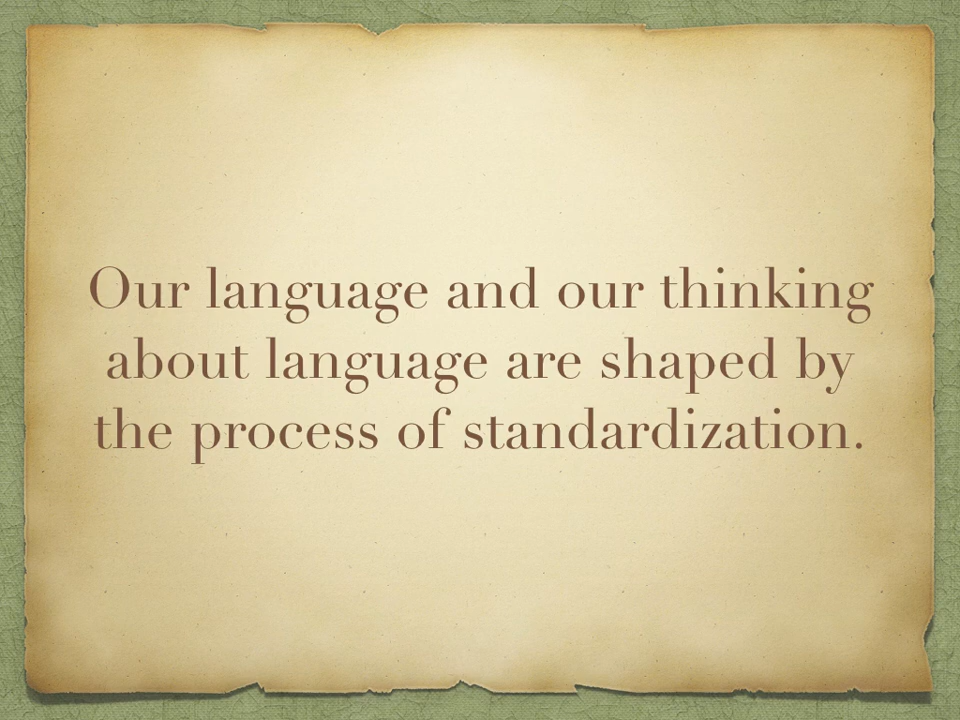 Our language and our thinking
about language are shaped by
the process of standardization.